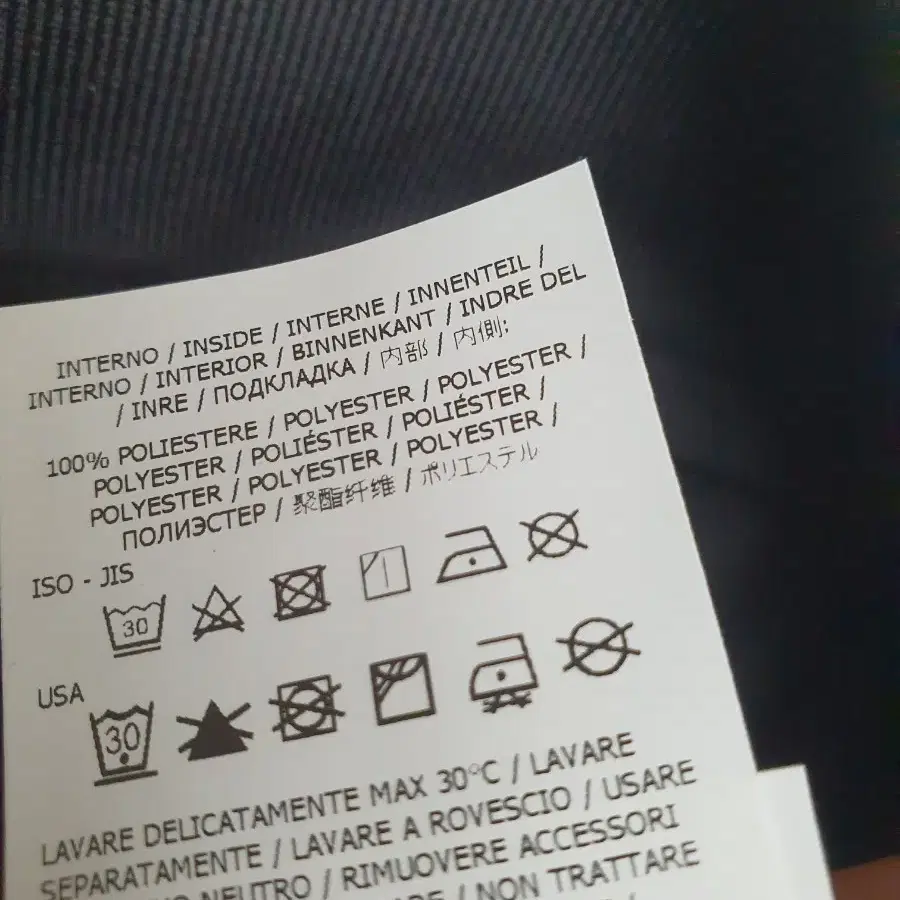 INTERNO / INSIDE / INTERNE / INNENTEIL /
INTERNO / INTERIOR / BINNENKANT / INDRE DEL
/ INRE / ПОДКЛАДКА / 内部 / 内側:
100% POLIESTERE / POLYESTER / POLYESTER /
POLYESTER / POLIÉSTER / POLIÉSTER /
POLYESTER / POLYESTER / POLYESTER /
ПОЛИЭСТЕР / 聚酯纤维 / ポリエステル
ISO - JIS
30
USA
30
LAVARE DELICATAMENTE MAX 30°C / LAVARE
SEPARATAMENTE / LAVARE A ROVESCIO / USARE
NEUTRO / RIMUOVERE ACCESSORI
/ NON TRATTARE